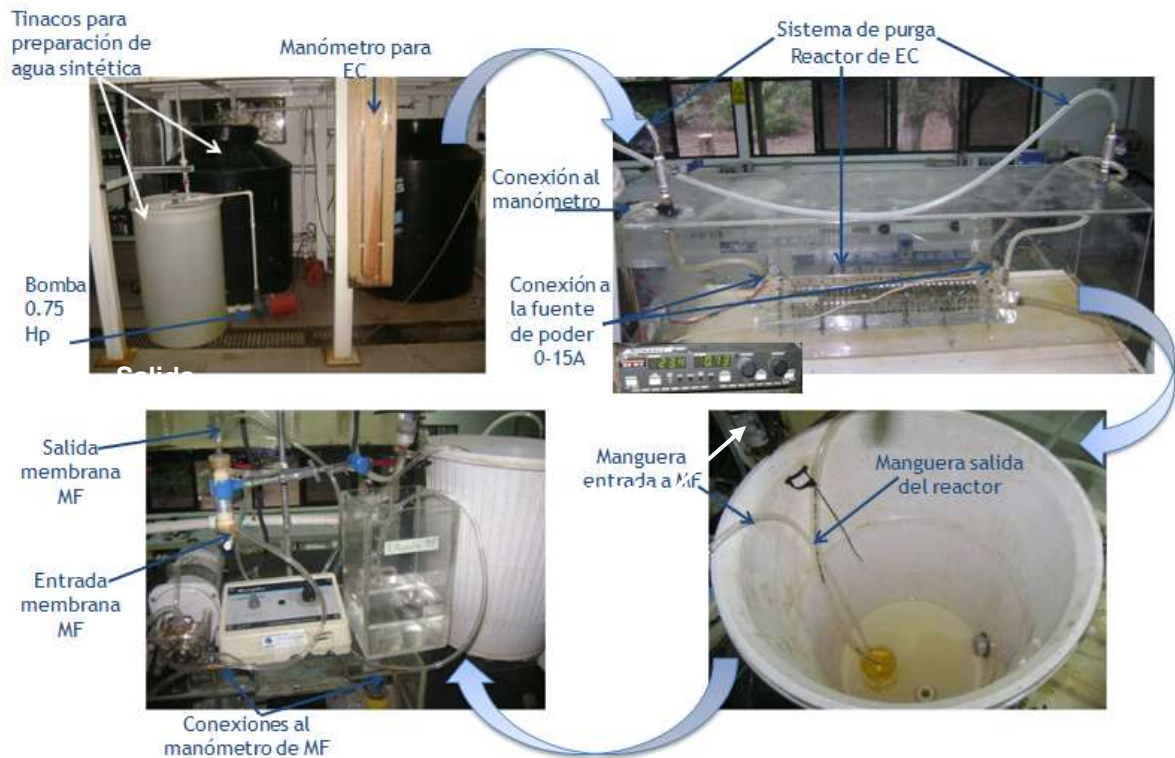 Tinacos para
preparación de
agua sintética
Manómetro para
EC
Sistema de purga
Reactor de EC
Conexión al
manómetro
Bomba
0.75
Hp
Conexión a
la fuente
de poder
0-15A
Salida
Salida
membrana
MF
Entrada
membrana
MF
Conexiones al
manómetro de MF
Manguera
entrada a MF
Manguera salida
del reactor